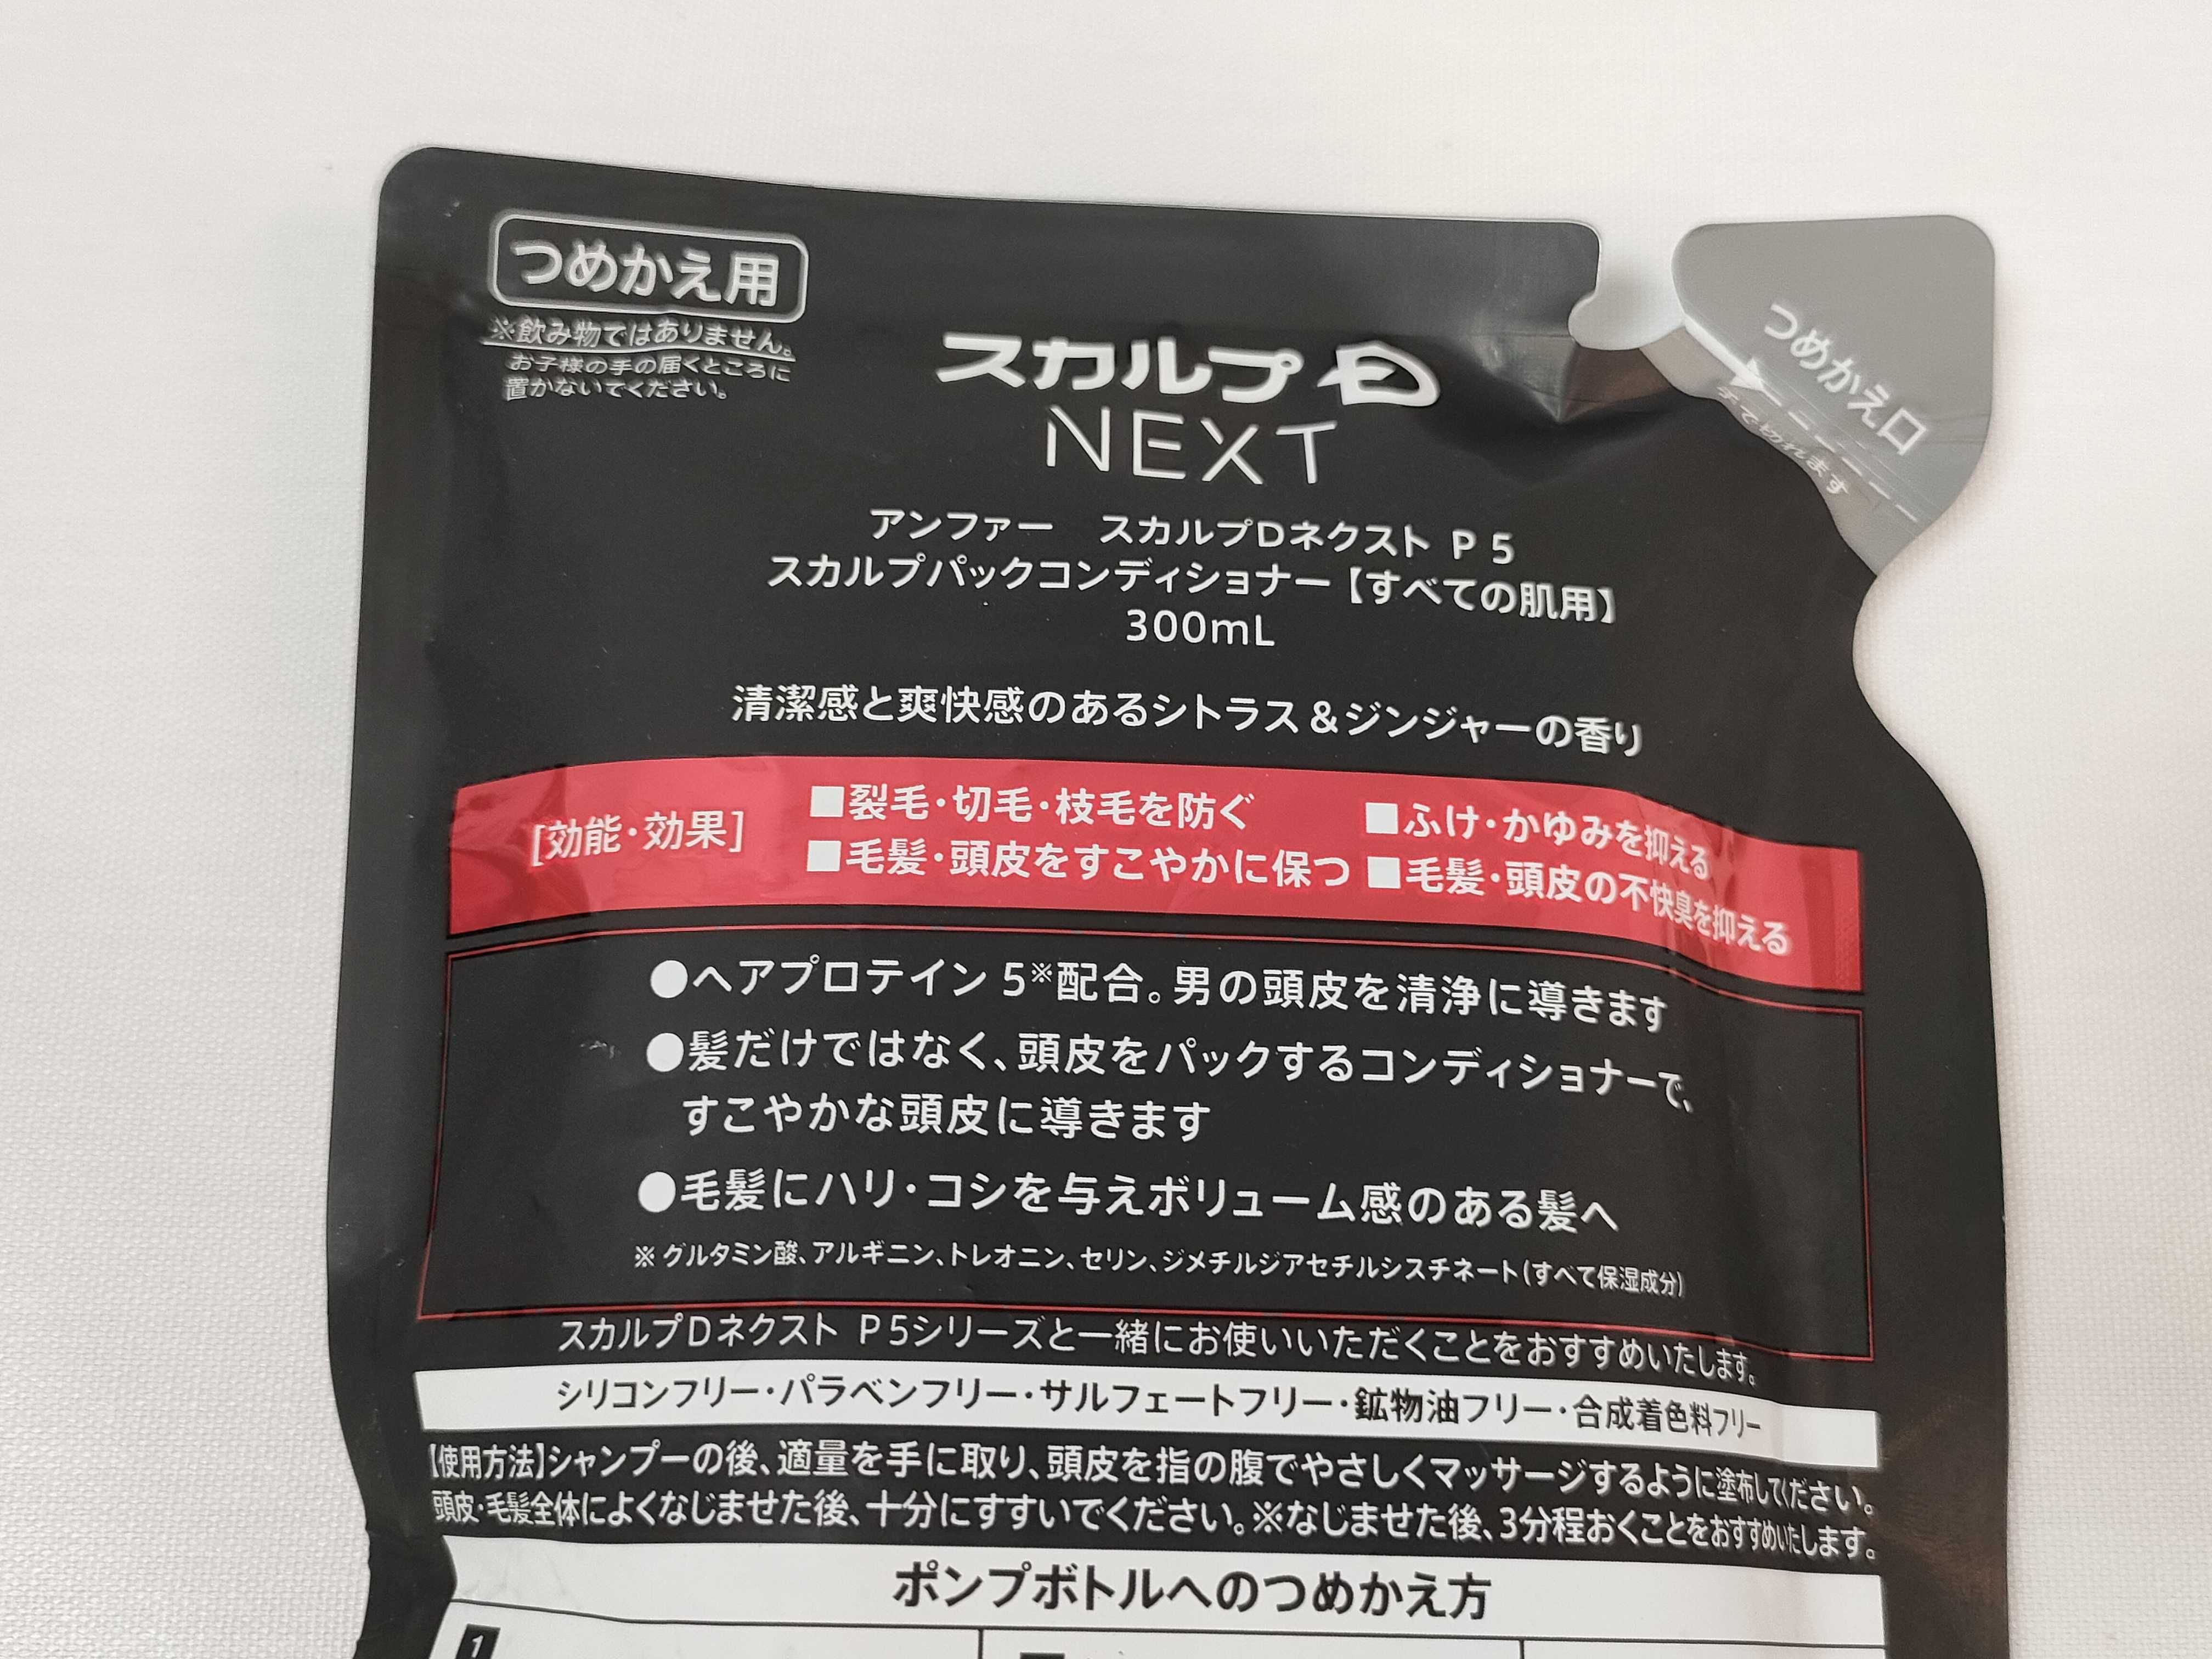 つめかえ用
※飲み物ではありません。
お子様の手の届くところに
置かないでください。
つめかえ口
手で切れます
スカルプD
NEXT
アンファー スカルプDネクスト P5
スカルプパックコンディショナー【すべての肌用】
300mL
清潔感と爽快感のあるシトラス&ジンジャーの香り
[効能・効果]
■裂毛・切毛・枝毛を防ぐ ■ふけ・かゆみを抑える
■毛髪・頭皮をすこやかに保つ ■毛髪・頭皮の不快臭を抑える
●ヘアプロテイン5※配合。男の頭皮を清浄に導きます
●髪だけではなく、頭皮をパックするコンディショナーで、
すこやかな頭皮に導きます
●毛髪にハリ・コシを与えボリューム感のある髪へ
※グルタミン酸、アルギニン、トレオニン、セリン、ジメチルジアセチルシスチネート(すべて保湿成分)
スカルプDネクスト P5シリーズと一緒にお使いいただくことをおすすめいたします。
シリコンフリー・パラベンフリー・サルフェートフリー・鉱物油フリー・合成着色料フリー
【使用方法】シャンプーの後、適量を手に取り、頭皮を指の腹でやさしくマッサージするように塗布してください。
頭皮・毛髪全体によくなじませた後、十分にすすいでください。※なじませた後、3分程おくことをおすすめいたします。
ポンプボトルへのつめかえ方
1